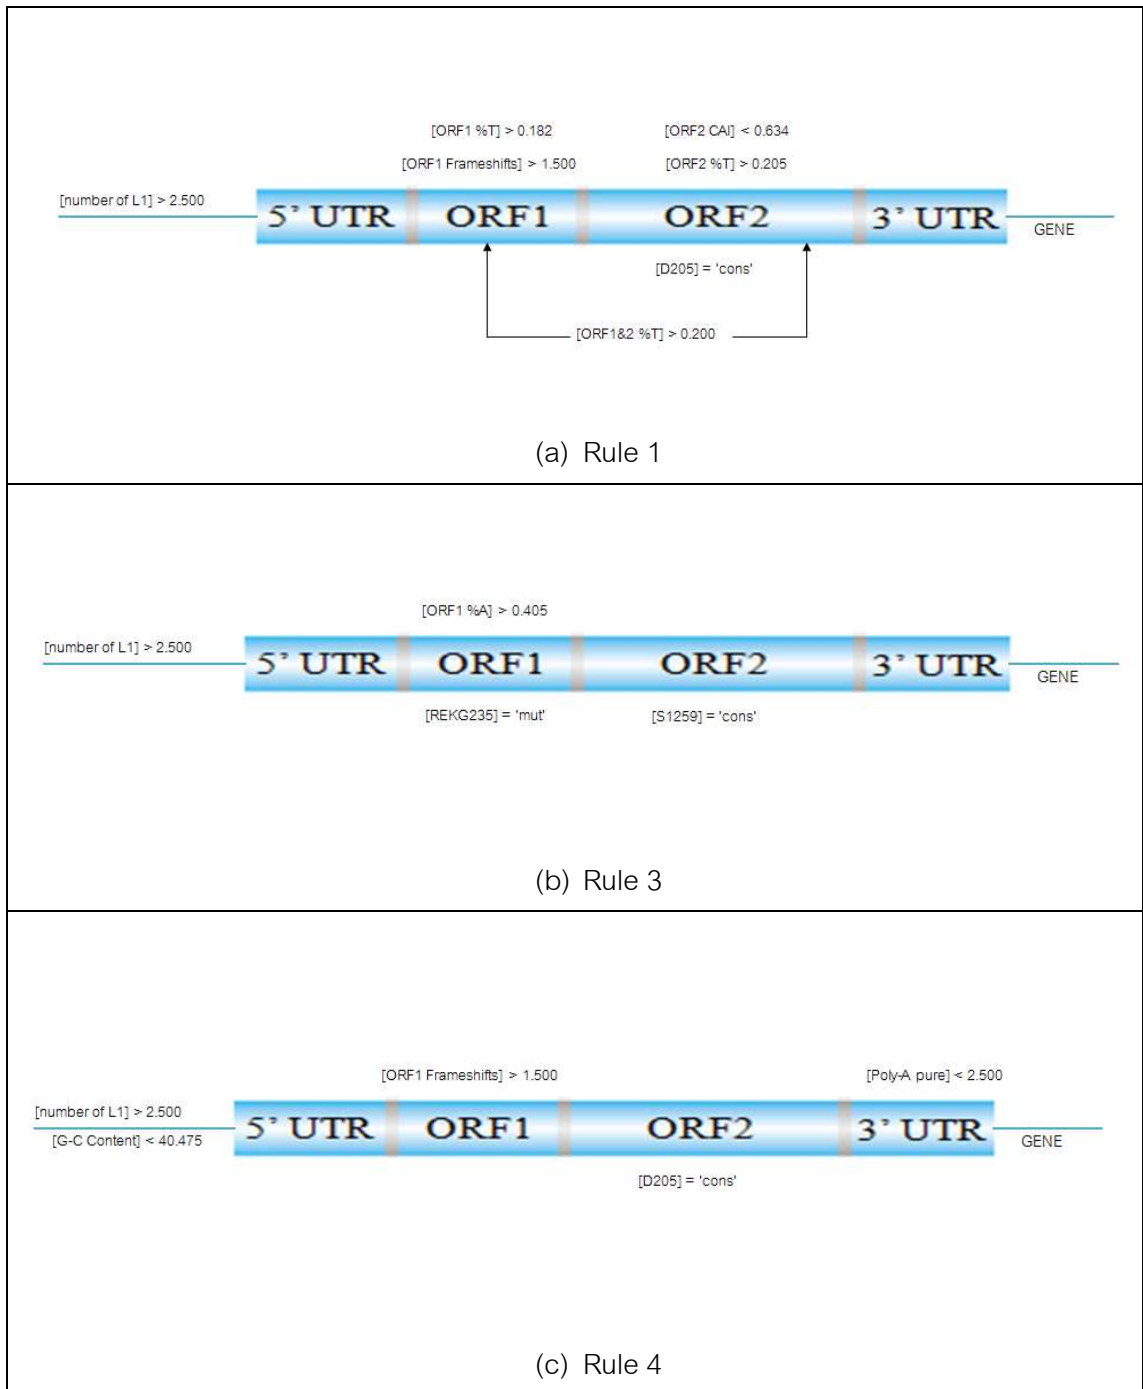 [ORF1 %T] > 0.182 [ORF2 CAI] < 0.634
[ORF1 Frameshifts] > 1.500 [ORF2 %T] > 0.205
[number of L1] > 2.500
5' UTR ORF1 ORF2 3' UTR
GENE
[D205] = 'cons'
[ORF1&2 %T] > 0.200
(a) Rule 1
[ORF1 %A] > 0.405
[number of L1] > 2.500
5' UTR ORF1 ORF2 3' UTR
GENE
[REKG235] = 'mut' [S1259] = 'cons'
(b) Rule 3
[ORF1 Frameshifts] > 1.500 [Poly-A pure] < 2.500
[number of L1] > 2.500
5' UTR ORF1 ORF2 3' UTR
[G-C Content] < 40.475 GENE
[D205] = 'cons'
(c) Rule 4